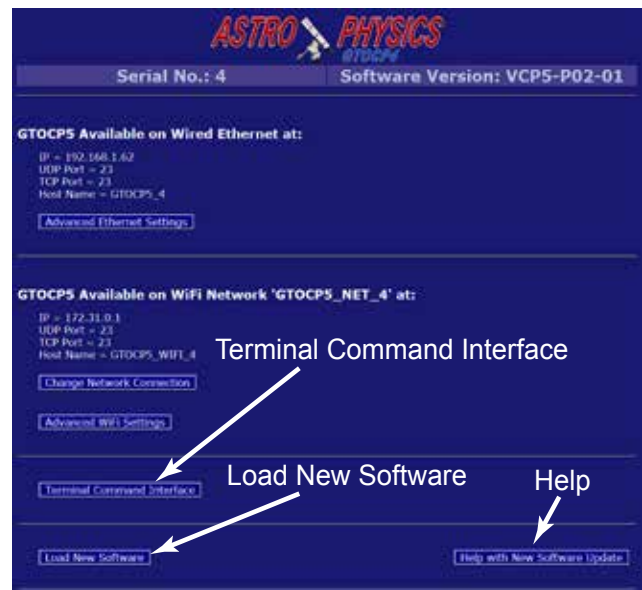 ASTRO PHYSICS
GTOCP4
Serial No.: 4 Software Version: VCP5-P02-01
GTOCP5 Available on Wired Ethernet at:
IP = 192.168.1.62
UDP Port = 23
TCP Port = 23
Host Name = GTOCP5_4
Advanced Ethernet Settings
GTOCP5 Available on WiFi Network 'GTOCP5_NET_4' at:
IP = 172.31.0.1
UDP Port = 23
TCP Port = 23
Host Name = GTOCP5_WIFI_4
Terminal Command Interface
Change Network Connection
Advanced WiFi Settings
Load New Software
Help
Terminal Command Interface
Load New Software
Help with New Software Update